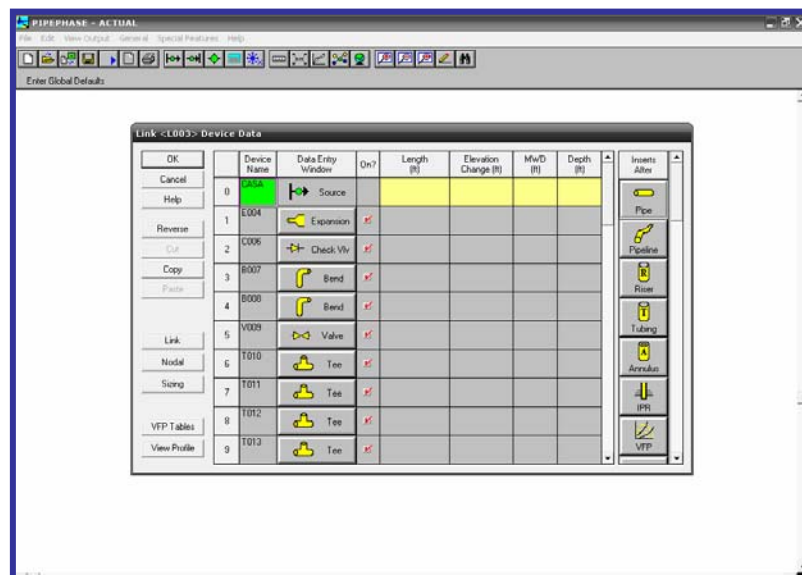 PIPEPHASE - ACTUAL
File Edit View Output General Special Features Help
Enter Global Defaults
Link <L003> Device Data
OK
Cancel
Help
Reverse
Cut
Copy
Paste
Link
Nodal
Sizing
VFP Tables
View Profile
Device Name Data Entry Window On? Length (ft) Elevation Change (ft) MWD (ft) Depth (ft)
0 CASA Source
1 E004 Expansion
2 C006 Check Vlv
3 B007 Bend
4 B008 Bend
5 V009 Valve
6 T010 Tee
7 T011 Tee
8 T012 Tee
9 T013 Tee
Inserts After
Pipe
Pipeline
R
Riser
T
Tubing
A
Annulus
IPR
VFP